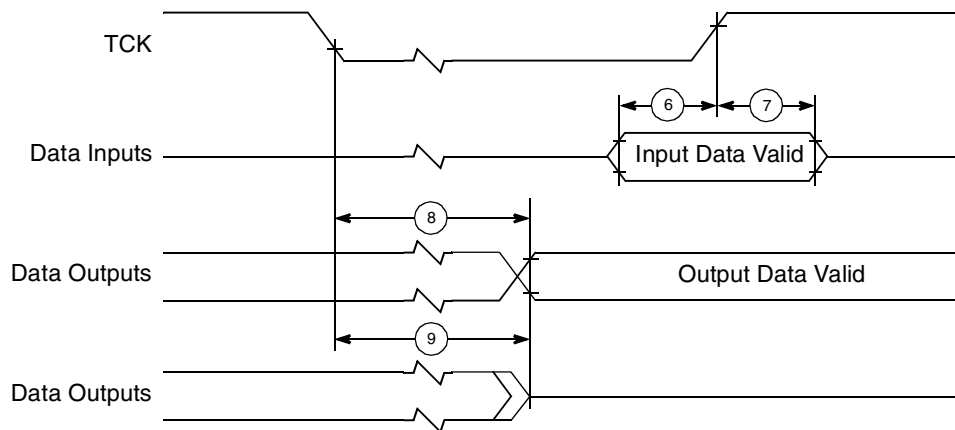 TCK
6
7
Data Inputs
Input Data Valid
8
Data Outputs
Output Data Valid
9
Data Outputs